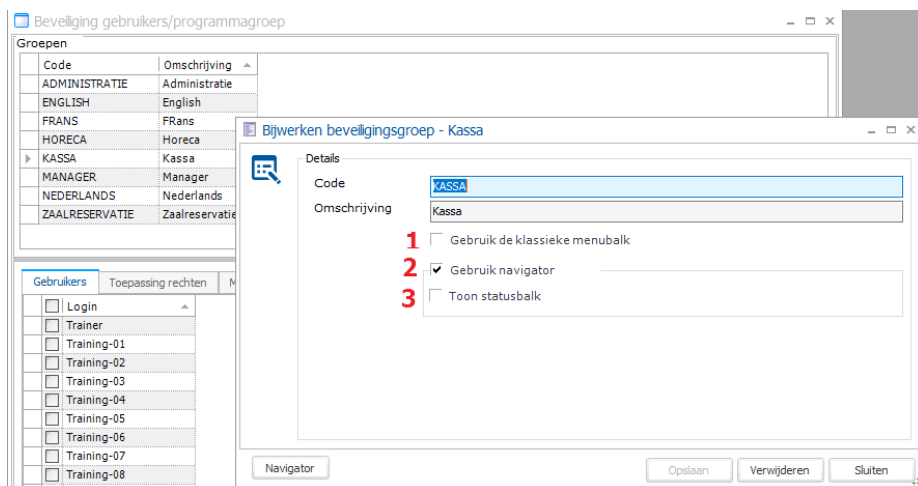 Beveiliging gebruikers/programmagroep
Groepen
Code Omschrijving
ADMINISTRATIE Administratie
ENGLISH English
FRANS FRans
HORECA Horeca
KASSA Kassa
MANAGER Manager
NEDERLANDS Nederlands
ZAALRESERVATIE Zaalreservatie
Gebruikers Toepassing rechten M
Login
Trainer
Training-01
Training-02
Training-03
Training-04
Training-05
Training-06
Training-07
Training-08
Bijwerken beveiligingsgroep - Kassa
Details
Code KASSA
Omschrijving Kassa
1 Gebruik de klassieke menubalk
2 Gebruik navigator
3 Toon statusbalk
Navigator Opslaan Verwijderen Sluiten